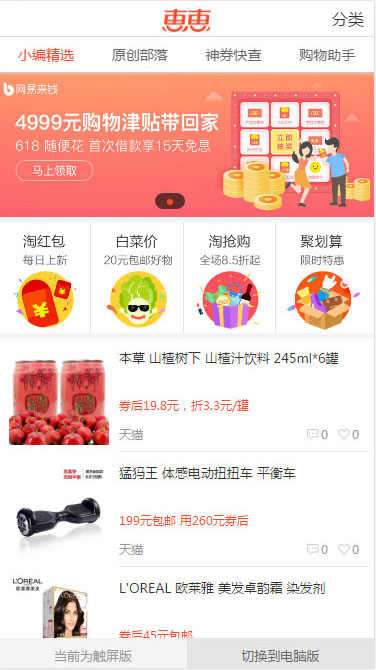 惠惠
分类
小编精选 原创部落 神券快查 购物助手
网易来钱
4999元购物津贴带回家
618 随便花 首次借款享15天免息
马上领取
立即
抽奖
淘红包 白菜价 淘抢购 聚划算
每日上新 20元包邮好物 全场8.5折起 限时特惠
本草 山楂树下 山楂汁饮料 245ml*6罐
券后19.8元，折3.3元/罐
天猫 0 0
猛犸王 体感电动扭扭车 平衡车
199元包邮 用260元券后
天猫 0 0
L'OREAL
欧莱雅美发
L'OREAL 欧莱雅 美发卓韵霜 染发剂
券后45元包邮
当前为触屏版 切换到电脑版